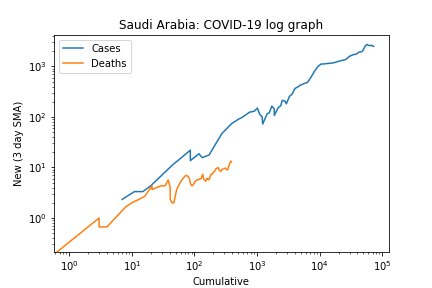 Saudi Arabia: COVID-19 log graph
Cases
Deaths
New (3 day SMA)
10³
10²
10¹
10⁰
10⁰ 10¹ 10² 10³ 10⁴ 10⁵
Cumulative